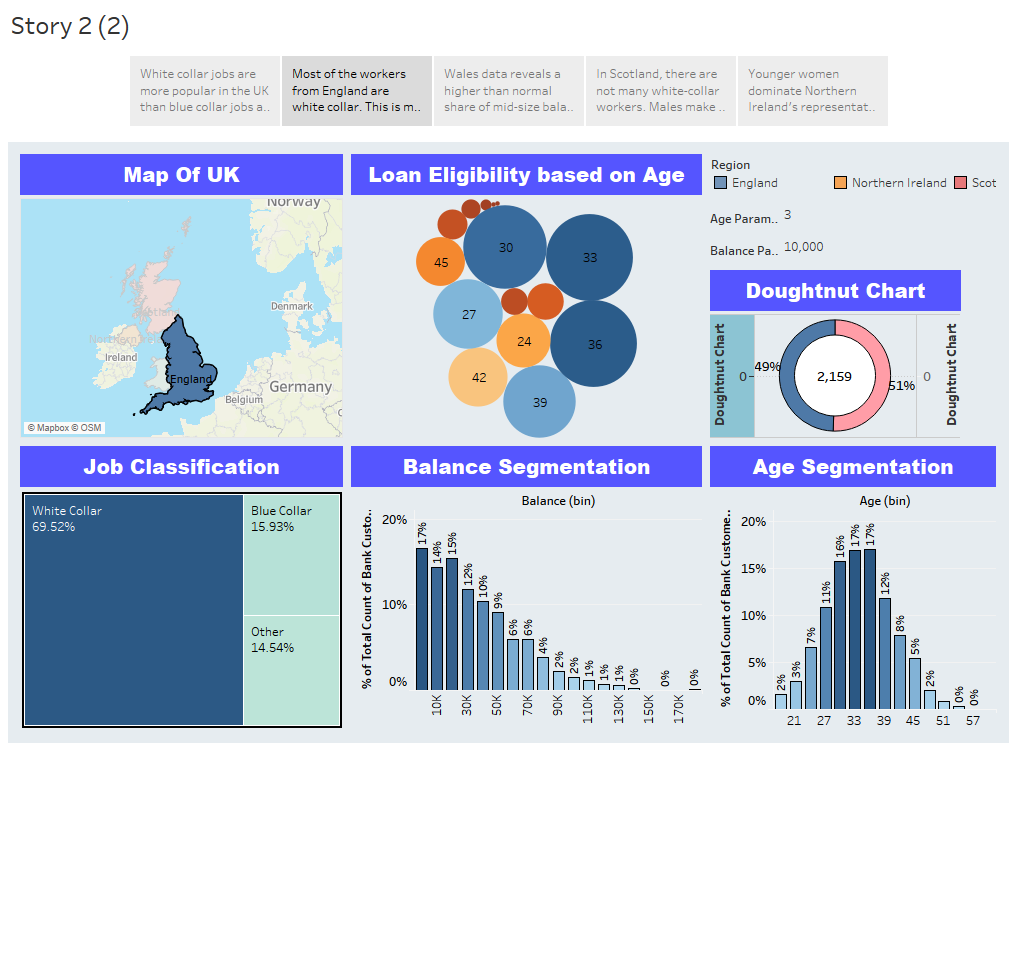 Story 2 (2)
White collar jobs are
more popular in the UK
than blue collar jobs a..
Most of the workers
from England are
white collar. This is m..
Wales data reveals a
higher than normal
share of mid-size bala..
In Scotland, there are
not many white-collar
workers. Males make ..
Younger women
dominate Northern
Ireland's representat..
Map Of UK
Norway
Denmark
Scotland
Northern Irel
Ireland
England
Germany
Belgium
© Mapbox © OSM
Loan Eligibility based on Age
30
33
45
27
24
36
42
39
Region
England
Northern Ireland
Scot
Age Param.. 3
Balance Pa.. 10,000
Doughtnut Chart
Doughtnut Chart
0
49%
2,159
51%
0
Doughtnut Chart
Job Classification
White Collar
69.52%
Blue Collar
15.93%
Other
14.54%
Balance Segmentation
Balance (bin)
% of Total Count of Bank Custo..
20%
10%
0%
17%
14%
15%
12%
10%
9%
6%
6%
4%
2%
2%
1%
1%
1%
0%
0%
0%
10K
30K
50K
70K
90K
110K
130K
150K
170K
Age Segmentation
Age (bin)
% of Total Count of Bank Custome..
20%
15%
10%
5%
0%
2%
3%
7%
11%
16%
17%
17%
12%
8%
5%
2%
0%
0%
21
27
33
39
45
51
57